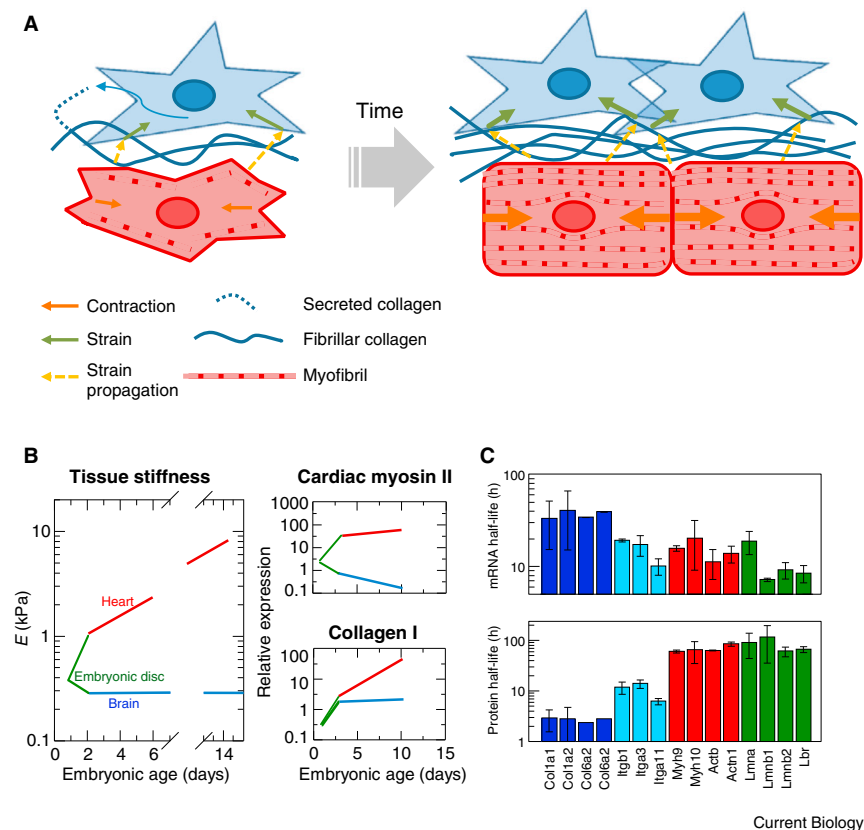 A
Time
Contraction
Secreted collagen
Strain
Fibrillar collagen
Strain
propagation
Myofibril
B
Tissue stiffness
E (kPa)
10
1
0.1
Heart
Embryonic disc
Brain
0
2
6
14
Embryonic age (days)
Cardiac myosin II
1000
100
10
1
0.1
0
5
10
15
Relative expression
Collagen I
100
10
1
0.1
0
5
10
15
Embryonic age (days)
C
mRNA half-life (h)
100
10
Protein half-life (h)
100
10
1
Col1a1
Col1a2
Col6a2
Col6a2
Itgb1
Itga3
Itga11
Myh9
Myh10
Actb
Actn1
Lmna
Lmnb1
Lmnb2
Lbr
Current Biology